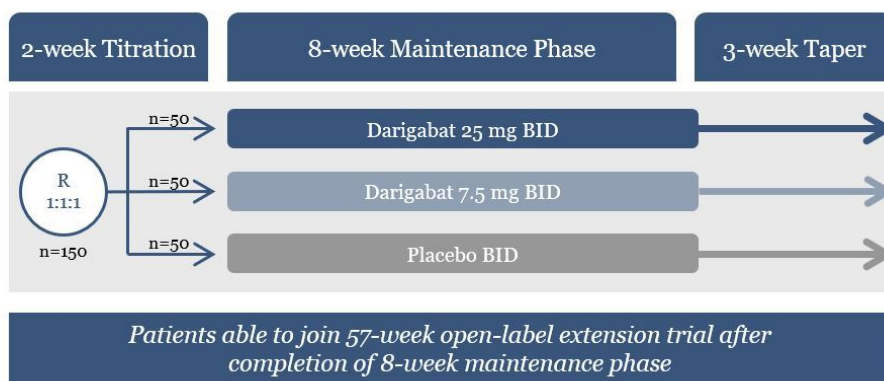 2-week Titration
8-week Maintenance Phase
3-week Taper
n=50
Darigabat 25 mg BID
R
1:1:1
n=150
n=50
Darigabat 7.5 mg BID
n=50
Placebo BID
Patients able to join 57-week open-label extension trial after
completion of 8-week maintenance phase